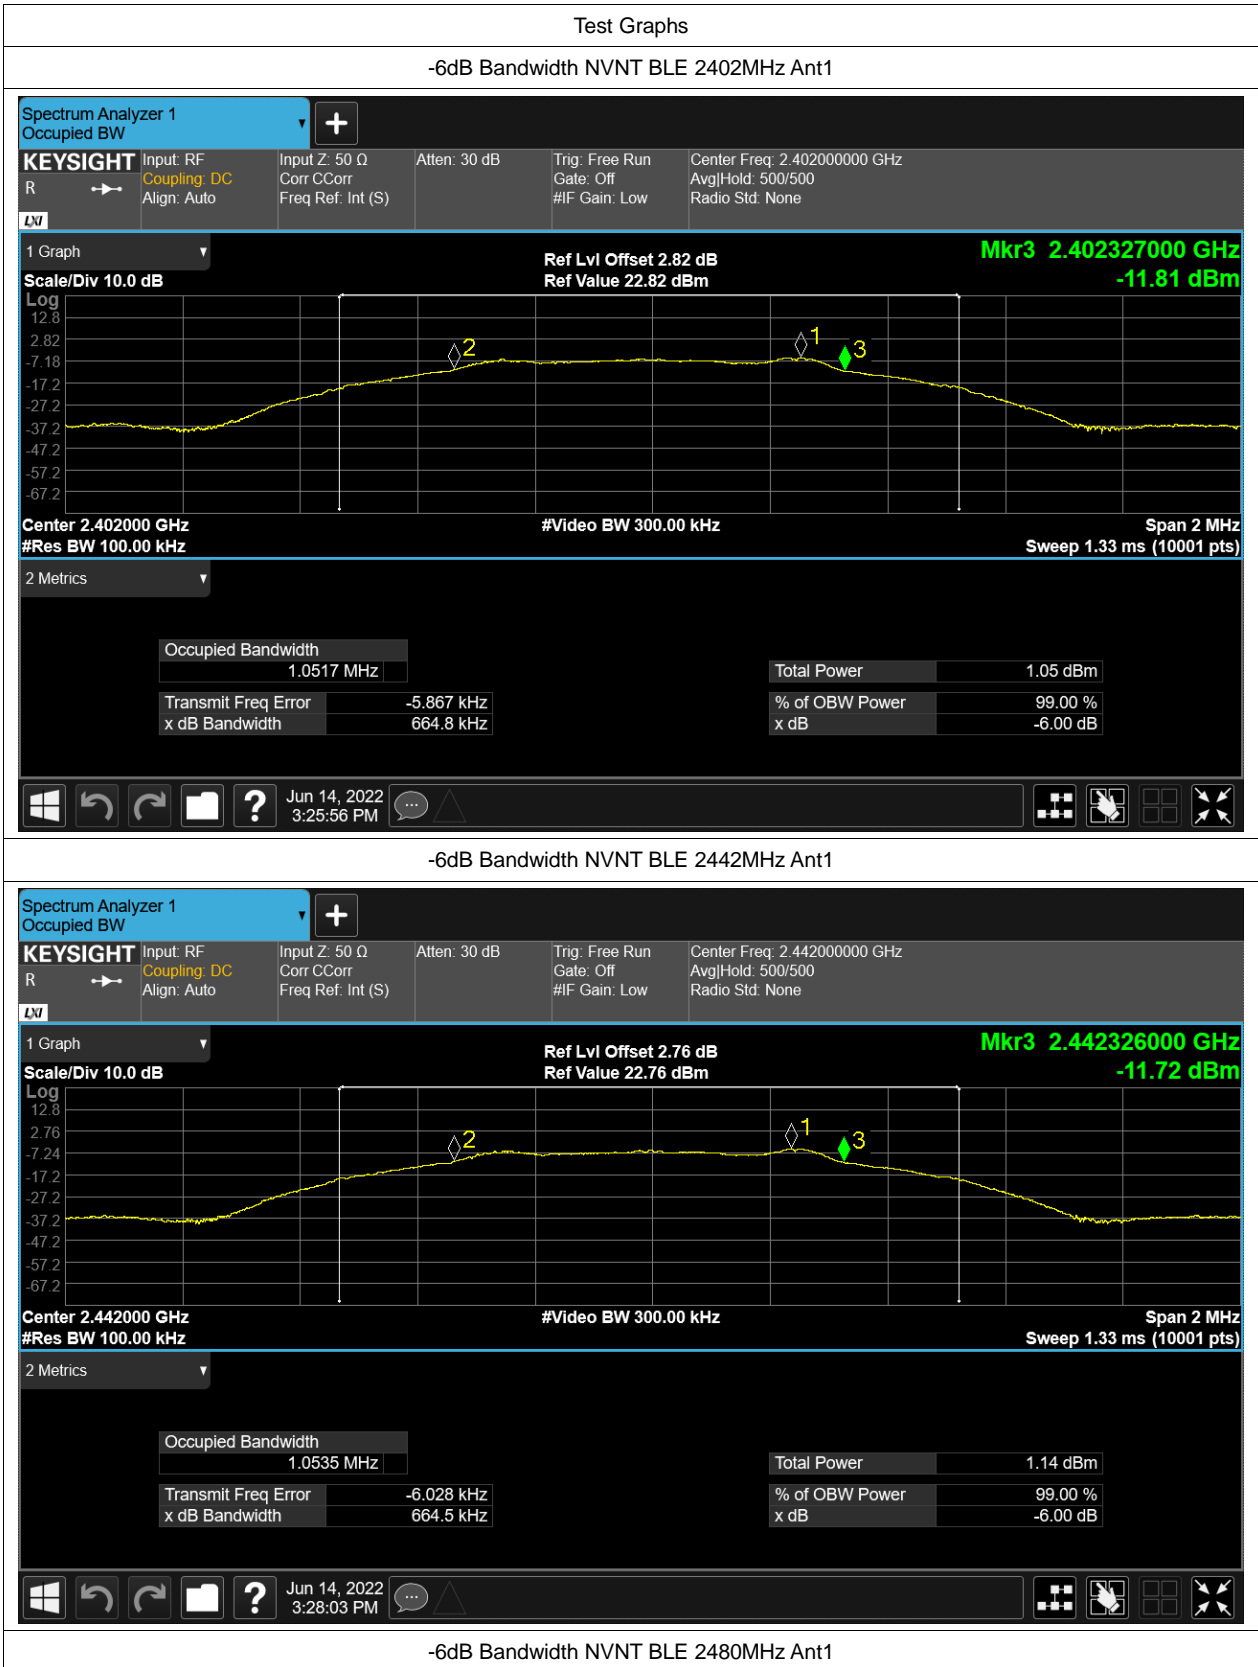 Test Graphs
-6dB Bandwidth NVNT BLE 2402MHz Ant1
Spectrum Analyzer 1
Occupied BW
KEYSIGHT Input: RF Input Z: 50 Ω Atten: 30 dB Trig: Free Run Center Freq: 2.402000000 GHz
R Coupling: DC Corr CCorr Gate: Off Avg|Hold: 500/500
Align: Auto Freq Ref: Int (S) #IF Gain: Low Radio Std: None
LXI
1 Graph Ref Lvl Offset 2.82 dB Mkr3 2.402327000 GHz
Scale/Div 10.0 dB Ref Value 22.82 dBm -11.81 dBm
Log
12.8
2.82
-7.18
-17.2
-27.2
-37.2
-47.2
-57.2
-67.2
2 1 3
Center 2.402000 GHz #Video BW 300.00 kHz Span 2 MHz
#Res BW 100.00 kHz Sweep 1.33 ms (10001 pts)
2 Metrics
Occupied Bandwidth
1.0517 MHz Total Power 1.05 dBm
Transmit Freq Error -5.867 kHz % of OBW Power 99.00 %
x dB Bandwidth 664.8 kHz x dB -6.00 dB
? Jun 14, 2022
3:25:56 PM
-6dB Bandwidth NVNT BLE 2442MHz Ant1
Spectrum Analyzer 1
Occupied BW
KEYSIGHT Input: RF Input Z: 50 Ω Atten: 30 dB Trig: Free Run Center Freq: 2.442000000 GHz
R Coupling: DC Corr CCorr Gate: Off Avg|Hold: 500/500
Align: Auto Freq Ref: Int (S) #IF Gain: Low Radio Std: None
LXI
1 Graph Ref Lvl Offset 2.76 dB Mkr3 2.442326000 GHz
Scale/Div 10.0 dB Ref Value 22.76 dBm -11.72 dBm
Log
12.8
2.76
-7.24
-17.2
-27.2
-37.2
-47.2
-57.2
-67.2
2 1 3
Center 2.442000 GHz #Video BW 300.00 kHz Span 2 MHz
#Res BW 100.00 kHz Sweep 1.33 ms (10001 pts)
2 Metrics
Occupied Bandwidth
1.0535 MHz Total Power 1.14 dBm
Transmit Freq Error -6.028 kHz % of OBW Power 99.00 %
x dB Bandwidth 664.5 kHz x dB -6.00 dB
? Jun 14, 2022
3:28:03 PM
-6dB Bandwidth NVNT BLE 2480MHz Ant1